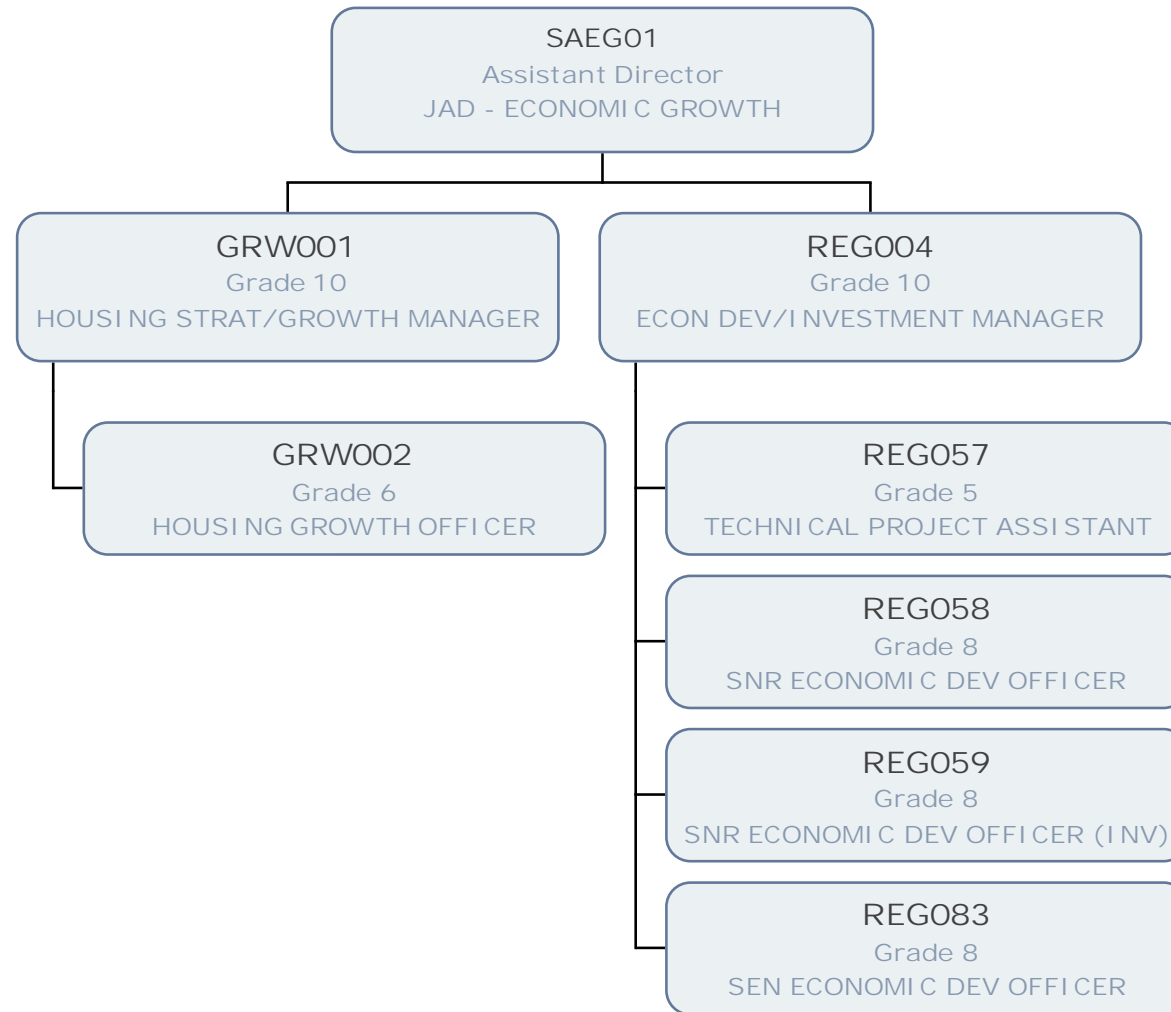 SAEG01
Assistant Director
JAD - ECONOMIC GROWTH
GRW001
Grade 10
HOUSING STRAT/GROWTH MANAGER
REG004
Grade 10
ECON DEV/INVESTMENT MANAGER
GRW002
Grade 6
HOUSING GROWTH OFFICER
REG057
Grade 5
TECHNICAL PROJECT ASSISTANT
REG058
Grade 8
SNR ECONOMIC DEV OFFICER
REG059
Grade 8
SNR ECONOMIC DEV OFFICER (INV)
REG083
Grade 8
SEN ECONOMIC DEV OFFICER